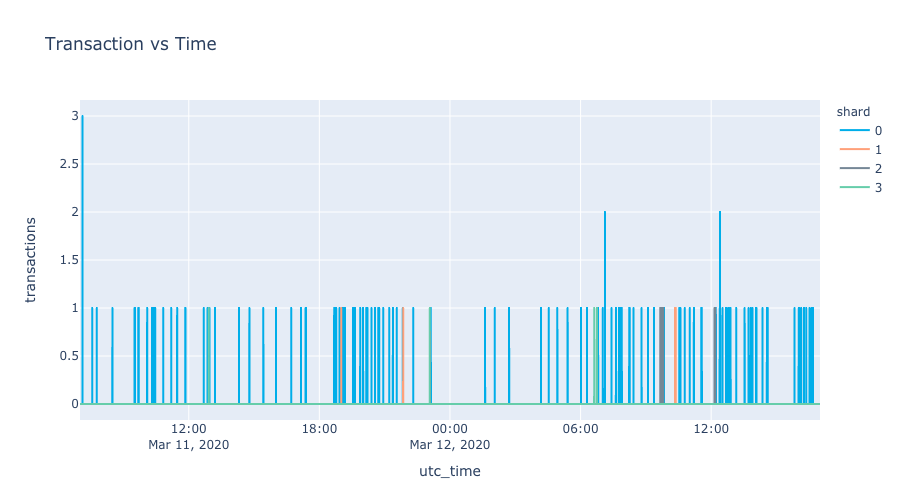 Transaction vs Time
shard
0
1
2
3
transactions
3
2.5
2
1.5
1
0.5
0
12:00
Mar 11, 2020
18:00
00:00
Mar 12, 2020
06:00
12:00
utc_time